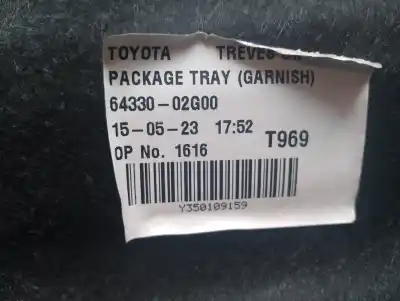 TOYOTA TREVES
PACKAGE TRAY (GARNISH)
64330-02G00
15-05-23 17:52
OP No. 1616 T969
Y350109159